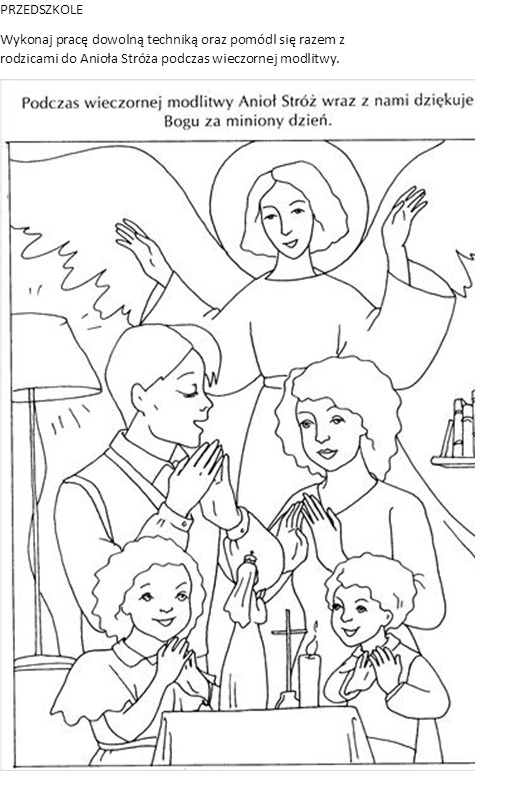 PRZEDSZKOLE
Wykonaj pracę dowolną techniką oraz pomódl się razem z
rodzicami do Anioła Stróża podczas wieczornej modlitwy.
Podczas wieczornej modlitwy Anioł Stróż wraz z nami dziękuje
Bogu za miniony dzień.